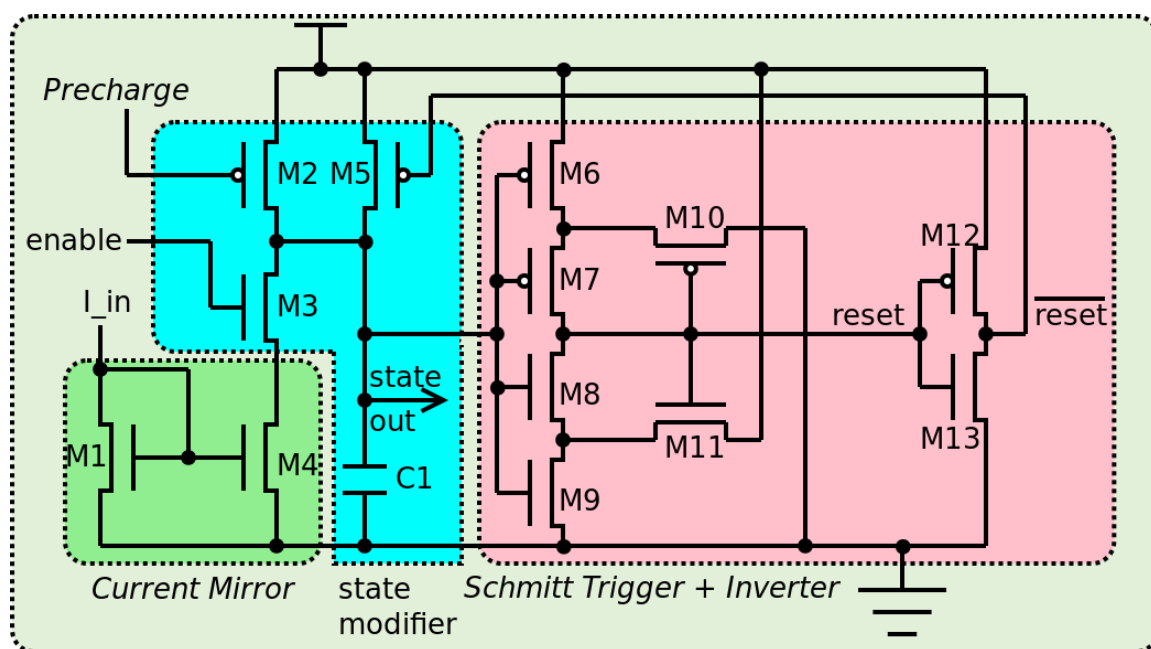 Precharge
M2
M5
M6
M10
M12
enable
M7
I_in
M3
reset
reset
state
out
M8
M1
M4
C1
M11
M13
M9
Current Mirror
state
modifier
Schmitt Trigger + Inverter